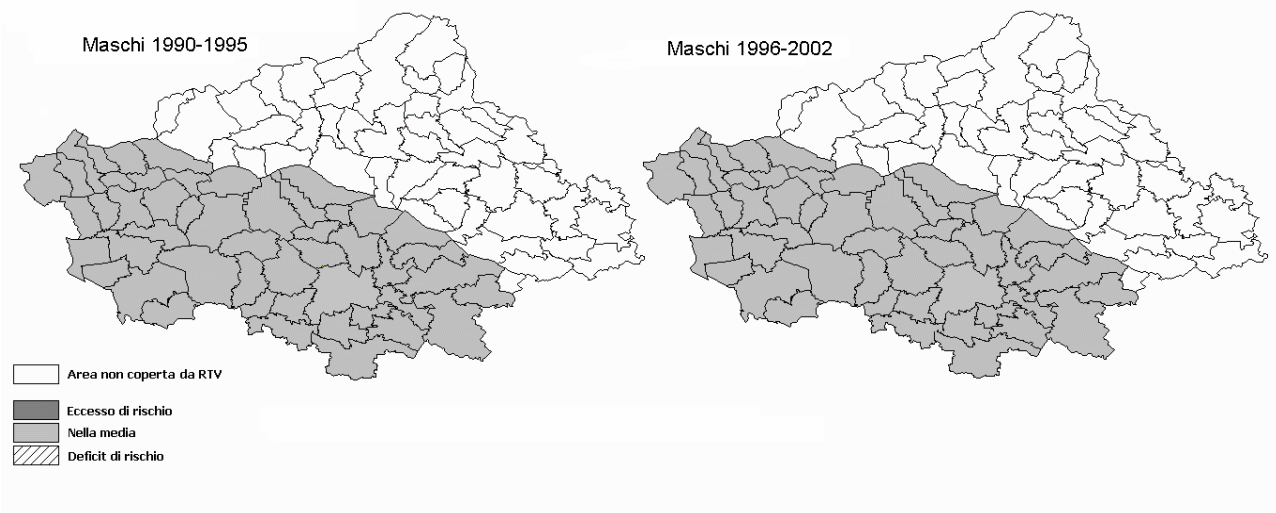 Maschi 1990-1995
Maschi 1996-2002
Area non coperta da RTV
Eccesso di rischio
Nella media
Deficit di rischio